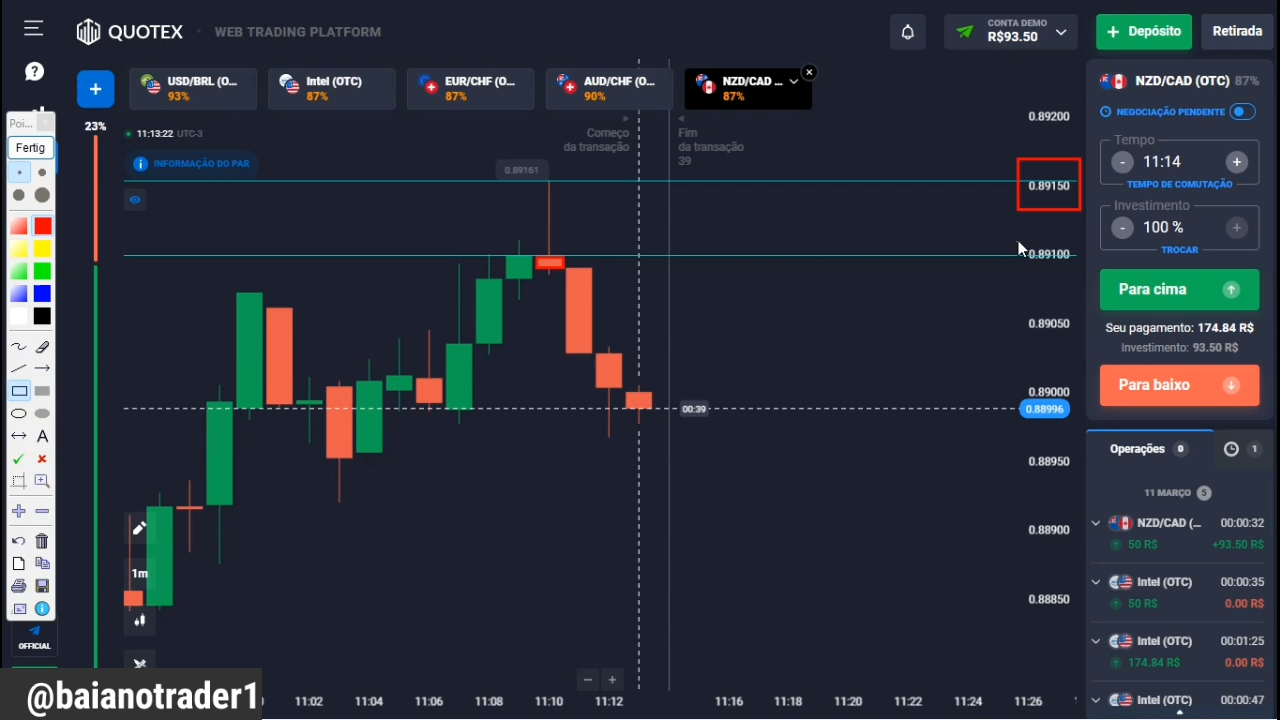 QUOTEX
WEB TRADING PLATFORM
CONTA DEMO
R$93.50
+ Depósito
Retirada
USD/BRL (O...
93%
Intel (OTC)
87%
EUR/CHF (O...
87%
AUD/CHF (O...
90%
NZD/CAD ...
87%
NZD/CAD (OTC) 87%
NEGOCIAÇÃO PENDENTE
Poi...
Fertig
23%
11:13:22 UTC-3
INFORMAÇÃO DO PAR
Começo
da transação
Fim
da transação
39
0.89161
0.89200
0.89150
0.89100
0.89050
0.89000
0.88996
0.88950
0.88900
0.88850
00:39
Tempo
- 11:14 +
TEMPO DE COMUTAÇÃO
Investimento
- 100 % +
TROCAR
Para cima
Seu pagamento: 174.84 R$
Investimento: 93.50 R$
Para baixo
Operações 0
1
11 MARÇO 5
NZD/CAD (... 00:00:32
50 R$ +93.50 R$
Intel (OTC) 00:00:35
50 R$ 0.00 R$
Intel (OTC) 00:01:25
174.84 R$ 0.00 R$
Intel (OTC) 00:00:47
A
1m
OFFICIAL
11:02 11:04 11:06 11:08 11:10 11:12 11:16 11:18 11:20 11:22 11:24 11:26
@baianotrader1